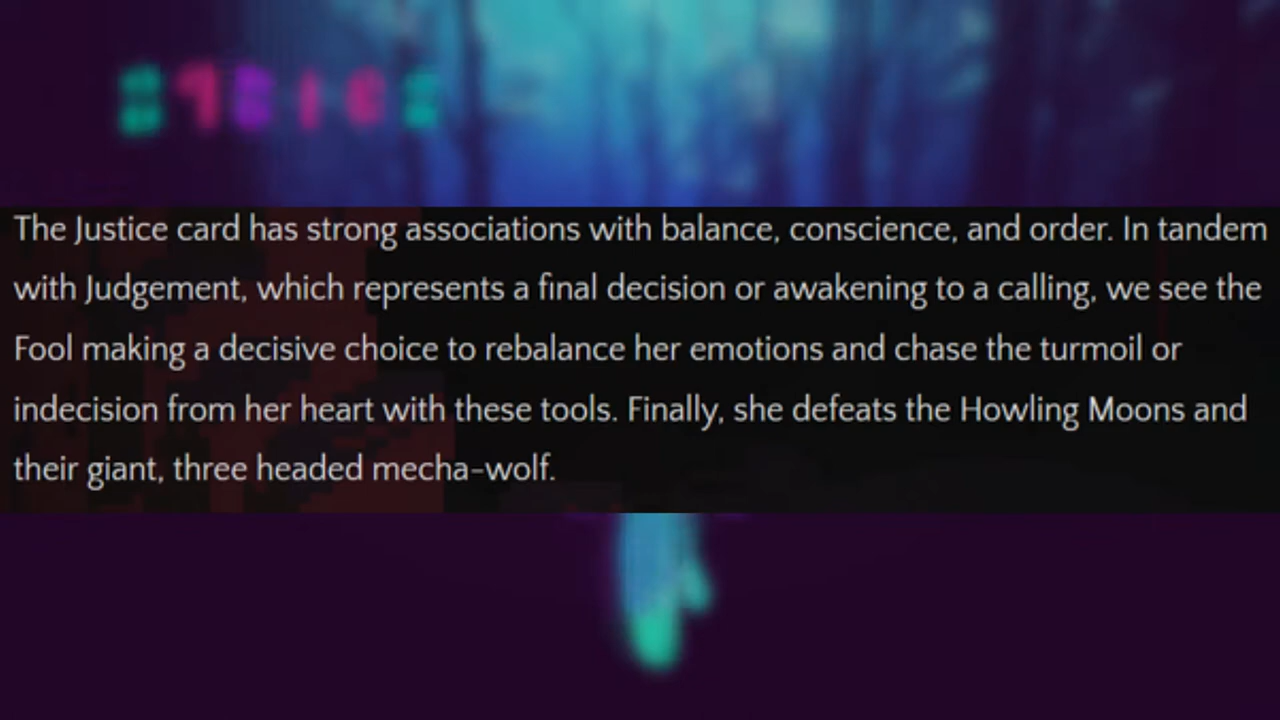 The Justice card has strong associations with balance, conscience, and order. In tandem
with Judgement, which represents a final decision or awakening to a calling, we see the
Fool making a decisive choice to rebalance her emotions and chase the turmoil or
indecision from her heart with these tools. Finally, she defeats the Howling Moons and
their giant, three headed mecha-wolf.